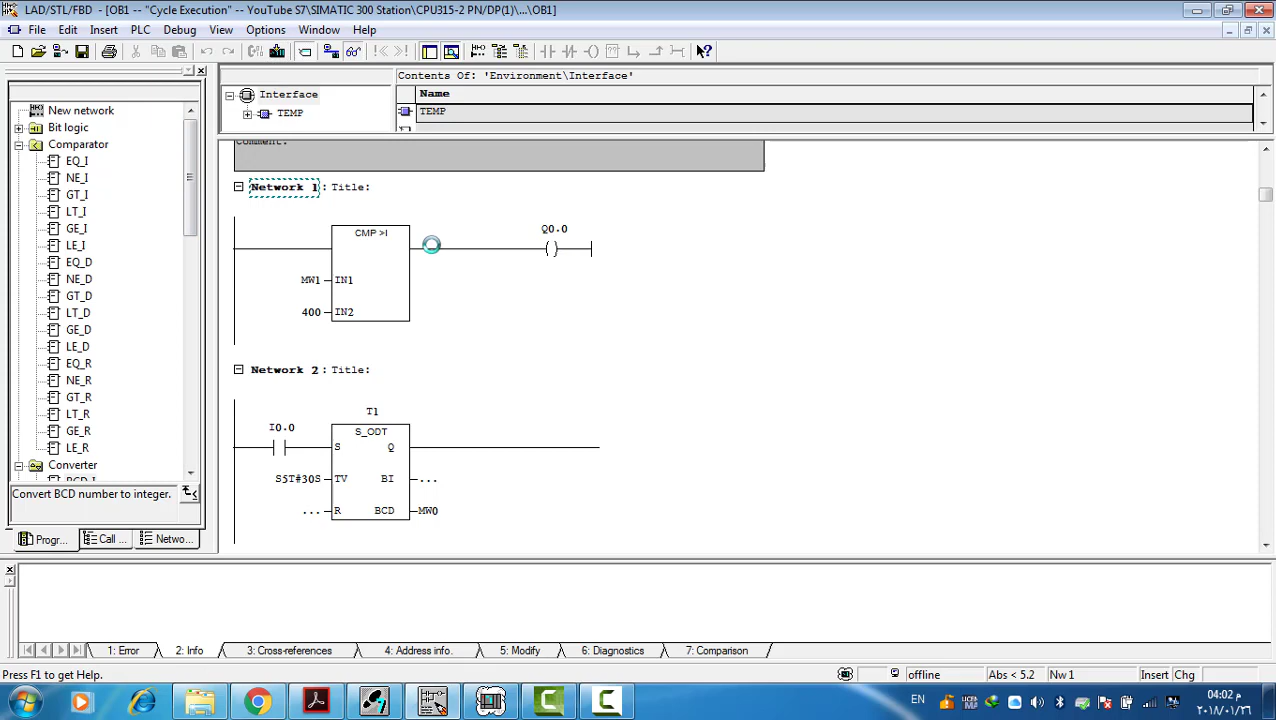 LAD/STL/FBD - [OB1 -- "Cycle Execution" -- YouTube S7\SIMATIC 300 Station\CPU315-2 PN/DP(1)\...\OB1]
File Edit Insert PLC Debug View Options Window Help
Contents Of: 'Environment\Interface'
Interface
TEMP
Name
TEMP
New network
Bit logic
Comparator
EQ_I
NE_I
GT_I
LT_I
GE_I
LE_I
EQ_D
NE_D
GT_D
LT_D
GE_D
LE_D
EQ_R
NE_R
GT_R
LT_R
GE_R
LE_R
Converter
BCD_I
Convert BCD number to integer.
Progr... Call ... Netwo...
Comment:
Network 1 : Title:
CMP >I
Q0.0
( )
MW1 IN1
400 IN2
Network 2 : Title:
T1
I0.0
S_ODT
S Q
S5T#30S TV BI ...
... R BCD MW0
1: Error 2: Info 3: Cross-references 4: Address info. 5: Modify 6: Diagnostics 7: Comparison
Press F1 to get Help.
offline Abs < 5.2 Nw 1 Insert Chg
EN
04:02 م
٢٠١٨/٠١/٢٦